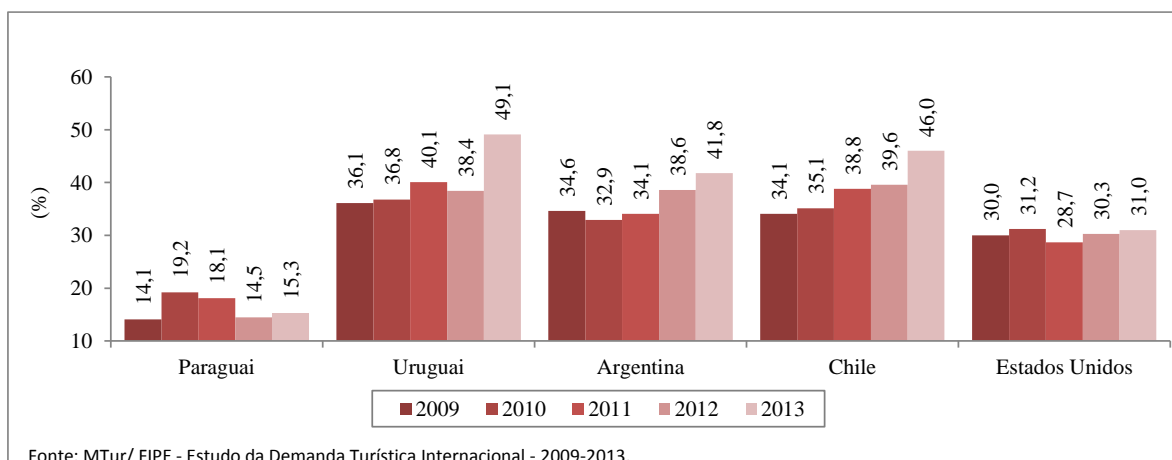 60
50
40
30
20
10
(%)
14,1 19,2 18,1 14,5 15,3
36,1 36,8 40,1 38,4 49,1
34,6 32,9 34,1 38,6 41,8
34,1 35,1 38,8 39,6 46,0
30,0 31,2 28,7 30,3 31,0
Paraguai Uruguai Argentina Chile Estados Unidos
2009 2010 2011 2012 2013
Fonte: MTur/ FIPE - Estudo da Demanda Turística Internacional - 2009-2013